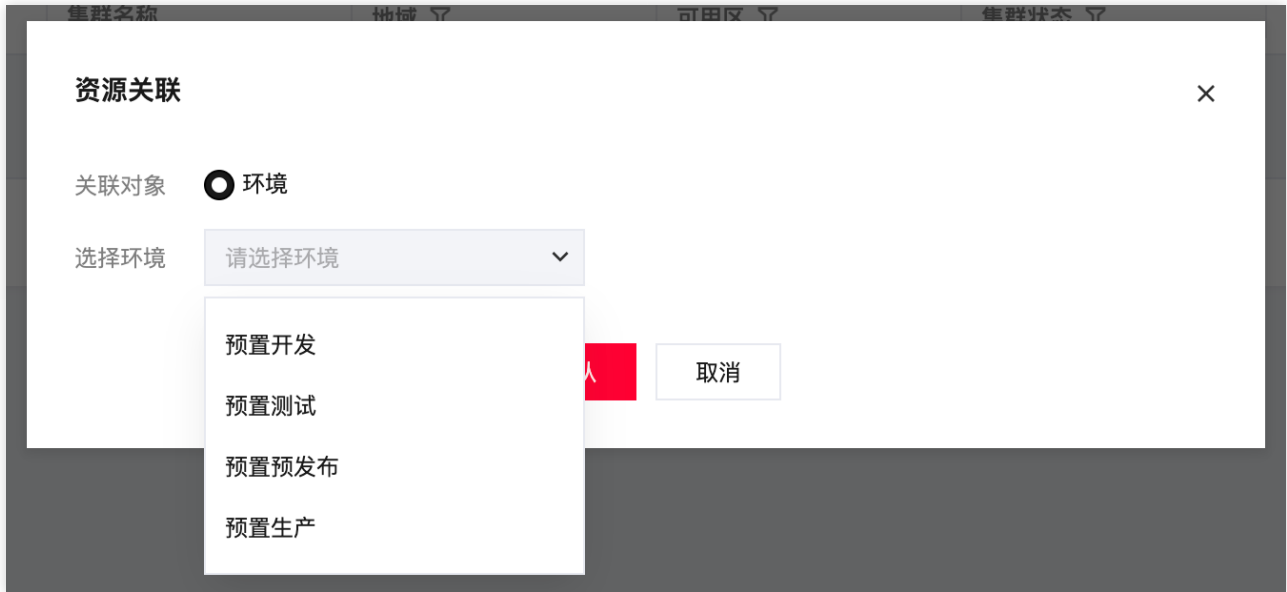 集群名称 地域 可用区 集群状态
资源关联
关联对象 环境
选择环境 请选择环境
预置开发
取消
预置测试
预置预发布
预置生产